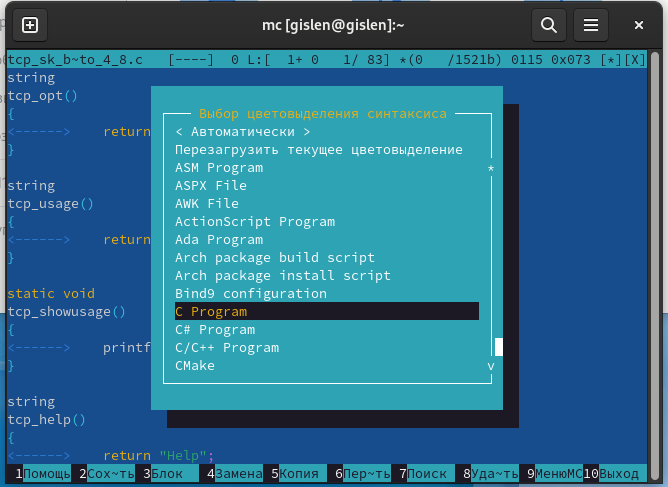 mc [gislen@gislen]:~
tcp_sk_b~to_4_8.c   [----]  0 L:[  1+ 0   1/ 83] *(0   /1521b) 0115 0x073 [*][X]
string
tcp_opt()
{
<------>    return
}
string
tcp_usage()
{
<------>    return
}
static void
tcp_showusage()
{
<------>    printf
}
string
tcp_help()
{
<------>    return "Help";
Выбор цветовыделения синтаксиса
< Автоматически >
Перезагрузить текущее цветовыделение
ASM Program
ASPX File
AWK File
ActionScript Program
Ada Program
Arch package build script
Arch package install script
Bind9 configuration
C Program
C# Program
C/C++ Program
CMake
1Помощь 2Сох~ть 3Блок 4Замена 5Копия 6Пер~ть 7Поиск 8Уда~ть 9МенюMC 10Выход